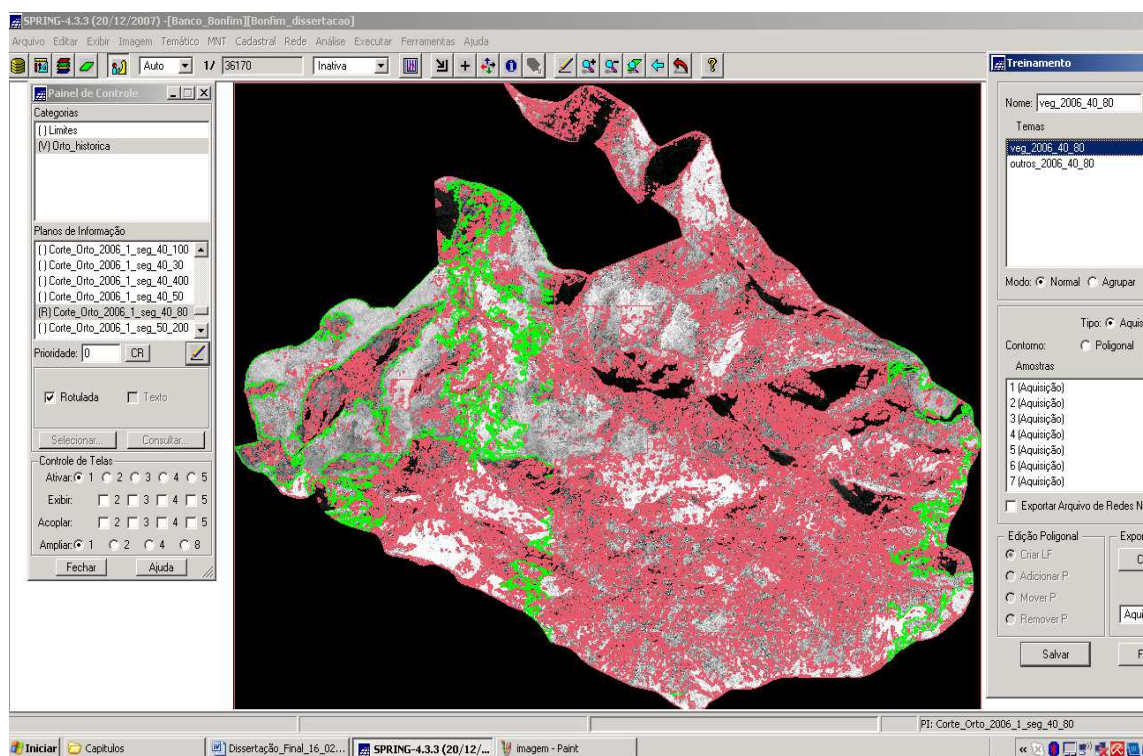 SPRING-4.3.3 (20/12/2007) -[Banco_Bonfim][Bonfim_dissertacao]
Arquivo Editar Exibir Imagem Temático MNT Cadastral Rede Análise Executar Ferramentas Ajuda
Auto 1/ 36170 Inativa
Painel de Controle
Categorias
( ) Limites
(V) Orto_historica
Planos de Informação
( ) Corte_Orto_2006_1_seg_40_100
( ) Corte_Orto_2006_1_seg_40_30
( ) Corte_Orto_2006_1_seg_40_400
( ) Corte_Orto_2006_1_seg_40_50
(R) Corte_Orto_2006_1_seg_40_80
( ) Corte_Orto_2006_1_seg_50_200
Prioridade: 0 CR
Rotulada Texto
Selecionar... Consultar...
Controle de Telas
Ativar: 1 2 3 4 5
Exibir: 2 3 4 5
Acoplar: 2 3 4 5
Ampliar: 1 2 4 8
Fechar Ajuda
Treinamento
Nome: veg_2006_40_80
Temas
veg_2006_40_80
outros_2006_40_80
Modo: Normal Agrupar
Tipo: Aquis
Contorno: Poligonal
Amostras
1 (Aquisição)
2 (Aquisição)
3 (Aquisição)
4 (Aquisição)
5 (Aquisição)
6 (Aquisição)
7 (Aquisição)
Exportar Arquivo de Redes N
Edição Poligonal Expor
Criar LF C
Adicionar P
Mover P
Remover P Aqui
Salvar F
PI: Corte_Orto_2006_1_seg_40_80
Iniciar Capitulos Dissertação_Final_16_02... SPRING-4.3.3 (20/12/... imagem - Paint